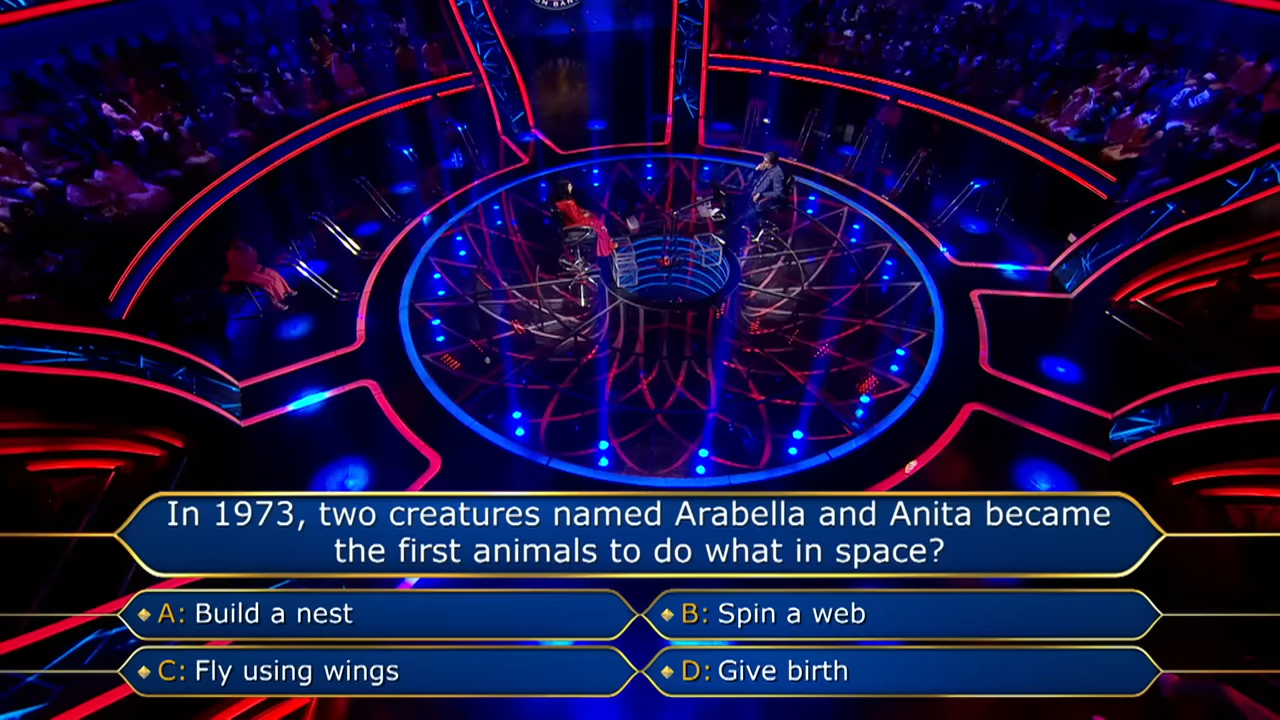 In 1973, two creatures named Arabella and Anita became
the first animals to do what in space?
A: Build a nest
B: Spin a web
C: Fly using wings
D: Give birth